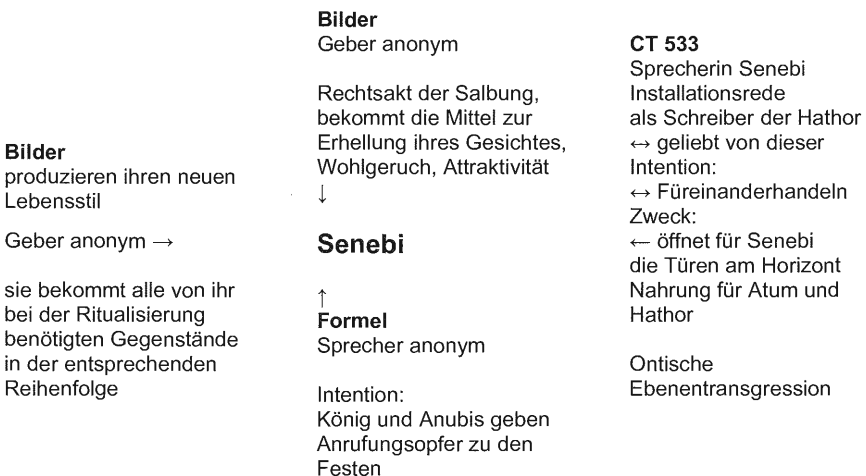 Bilder
produzieren ihren neuen
Lebensstil
Geber anonym →
sie bekommt alle von ihr
bei der Ritualisierung
benötigten Gegenstände
in der entsprechenden
Reihenfolge
Bilder
Geber anonym
Rechtsakt der Salbung,
bekommt die Mittel zur
Erhellung ihres Gesichtes,
Wohlgeruch, Attraktivität
↓
Senebi
↑
Formel
Sprecher anonym
Intention:
König und Anubis geben
Anrufungsopfer zu den
Festen
CT 533
Sprecherin Senebi
Installationsrede
als Schreiber der Hathor
↔ geliebt von dieser
Intention:
↔ Füreinanderhandeln
Zweck:
← öffnet für Senebi
die Türen am Horizont
Nahrung für Atum und
Hathor
Ontische
Ebenentransgression